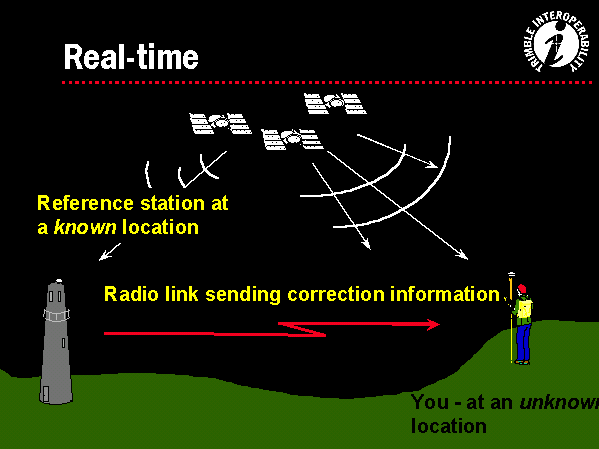 Real-time
TRIMBLE INTEROPERABILITY
i
Reference station at
a known location
Radio link sending correction information
You - at an unknown
location